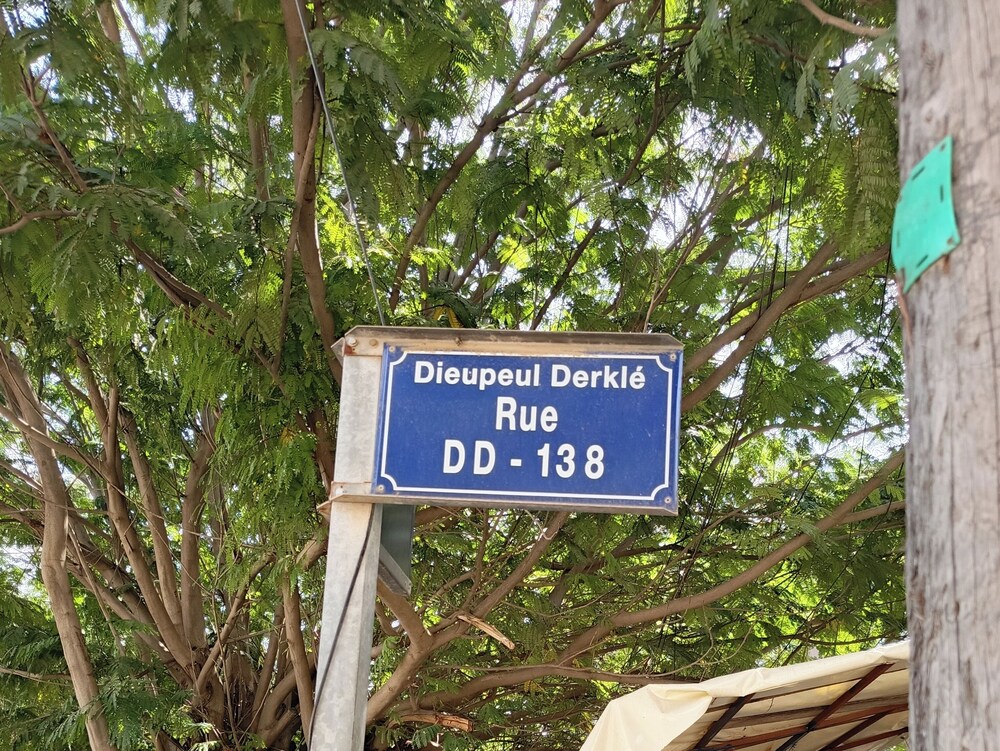 Dieupeul Derklé
Rue
DD - 138